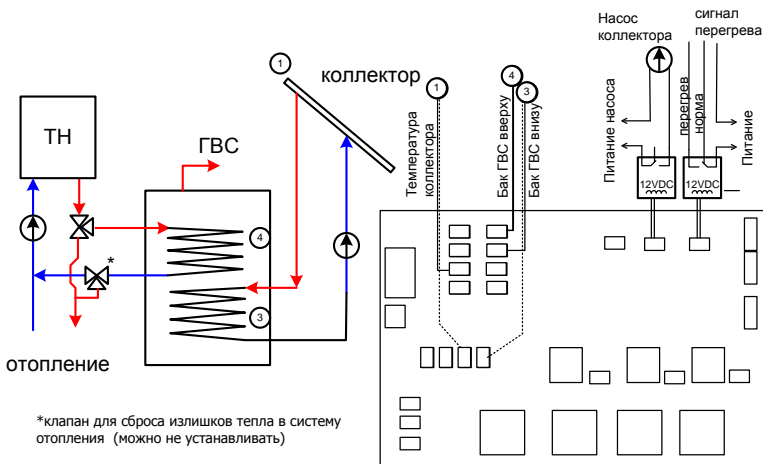 1
коллектор
ТН
ГВС
4
3
*
отопление
*клапан для сброса излишков тепла в систему
отопления (можно не устанавливать)
1
4
3
Температура
коллектора
Бак ГВС вверху
Бак ГВС внизу
Насос
коллектора
сигнал
перегрева
Питание насоса
перегрев
норма
Питание
12VDC
12VDC